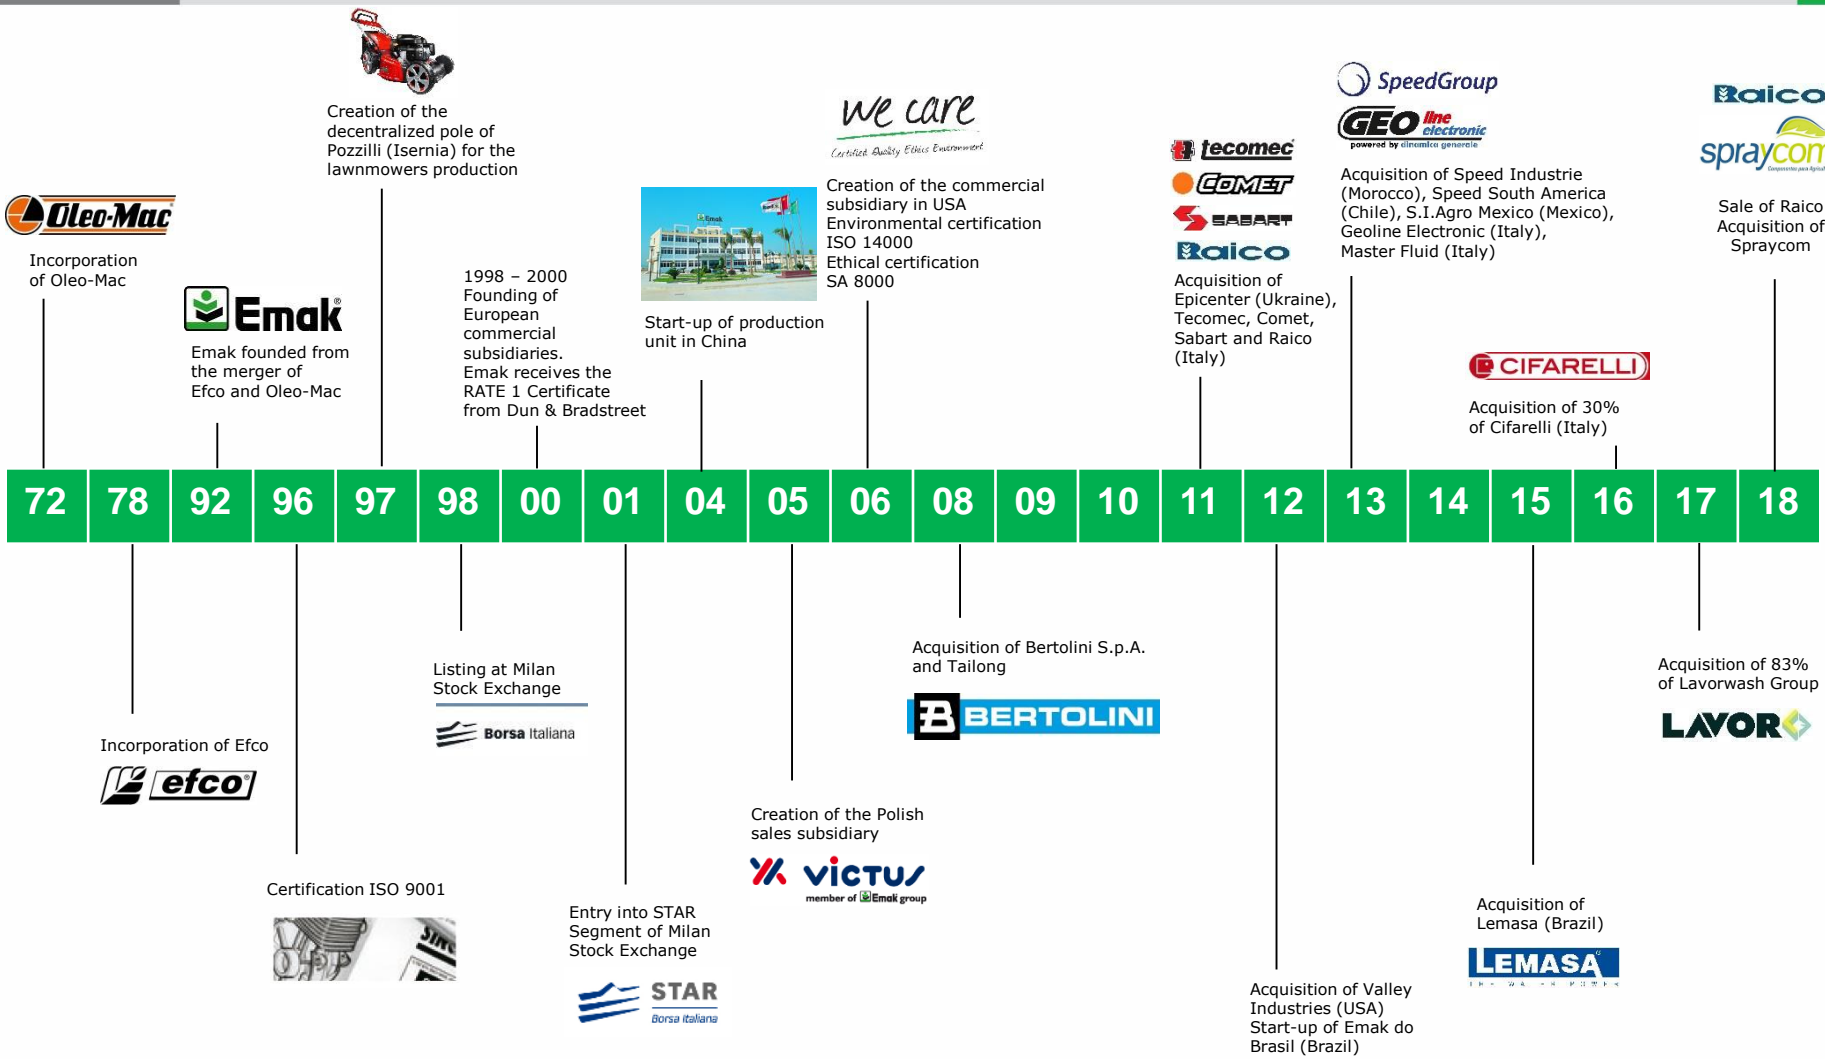 Oleo-Mac
Incorporation
of Oleo-Mac
Emak
Emak founded from
the merger of
Efco and Oleo-Mac
Creation of the
decentralized pole of
Pozzilli (Isernia) for the
lawnmowers production
1998 – 2000
Founding of
European
commercial
subsidiaries.
Emak receives the
RATE 1 Certificate
from Dun & Bradstreet
Emak
Start-up of production
unit in China
we care
Certified Quality Ethics Environment
Creation of the commercial
subsidiary in USA
Environmental certification
ISO 14000
Ethical certification
SA 8000
tecomec
COMET
SABART
Raico
Acquisition of
Epicenter (Ukraine),
Tecomec, Comet,
Sabart and Raico
(Italy)
SpeedGroup
GEO line
electronic
powered by dinamica generale
Acquisition of Speed Industrie
(Morocco), Speed South America
(Chile), S.I.Agro Mexico (Mexico),
Geoline Electronic (Italy),
Master Fluid (Italy)
CIFARELLI
Acquisition of 30%
of Cifarelli (Italy)
Raico
spraycom
Sale of Raico
Acquisition of
Spraycom
72 78 92 96 97 98 00 01 04 05 06 08 09 10 11 12 13 14 15 16 17 18
Incorporation of Efco
efco
Certification ISO 9001
Listing at Milan
Stock Exchange
Borsa Italiana
Entry into STAR
Segment of Milan
Stock Exchange
STAR
Borsa Italiana
Creation of the Polish
sales subsidiary
VICTUS
member of Emak group
Acquisition of Bertolini S.p.A.
and Tailong
B BERTOLINI
Acquisition of Valley
Industries (USA)
Start-up of Emak do
Brasil (Brazil)
Acquisition of
Lemasa (Brazil)
LEMASA
THE WATER POWER
Acquisition of 83%
of Lavorwash Group
LAVOR